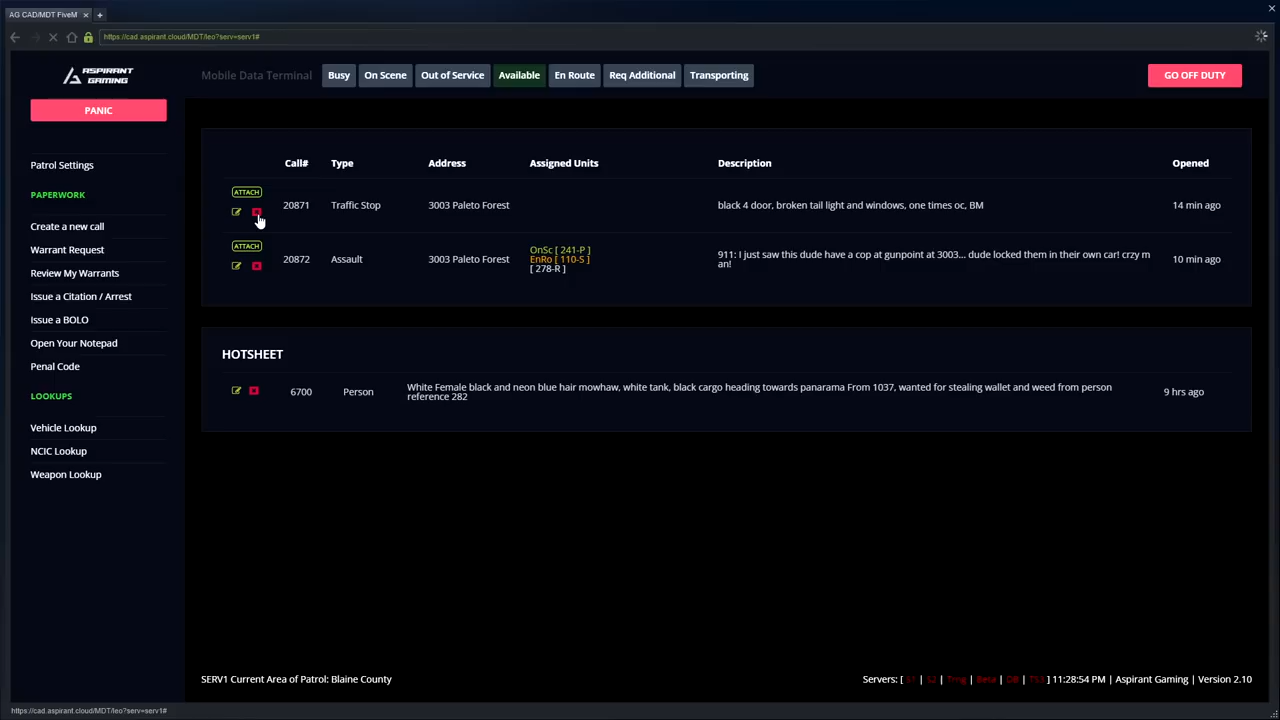 AG CAD/MDT FiveM
https://cad.aspirant.cloud/MDT/leo?serv=serv1#
ASPIRANT
GAMING
Mobile Data Terminal
Busy
On Scene
Out of Service
Available
En Route
Req Additional
Transporting
GO OFF DUTY
PANIC
Patrol Settings
PAPERWORK
Create a new call
Warrant Request
Review My Warrants
Issue a Citation / Arrest
Issue a BOLO
Open Your Notepad
Penal Code
LOOKUPS
Vehicle Lookup
NCIC Lookup
Weapon Lookup
Call# Type Address Assigned Units Description Opened
ATTACH
20871 Traffic Stop 3003 Paleto Forest black 4 door, broken tail light and windows, one times oc, BM 14 min ago
ATTACH
20872 Assault 3003 Paleto Forest
OnSc [ 241-P ]
EnRo [ 110-S ]
[ 278-R ]
911: I just saw this dude have a cop at gunpoint at 3003... dude locked them in their own car! crzy m
an!
10 min ago
HOTSHEET
6700 Person
White Female black and neon blue hair mowhaw, white tank, black cargo heading towards panarama From 1037, wanted for stealing wallet and weed from person
reference 282
9 hrs ago
SERV1 Current Area of Patrol: Blaine County
Servers: [ S1 | S2 | Trng | Beta | DB | TS3 ] 11:28:54 PM | Aspirant Gaming | Version 2.10
https://cad.aspirant.cloud/MDT/leo?serv=serv1#